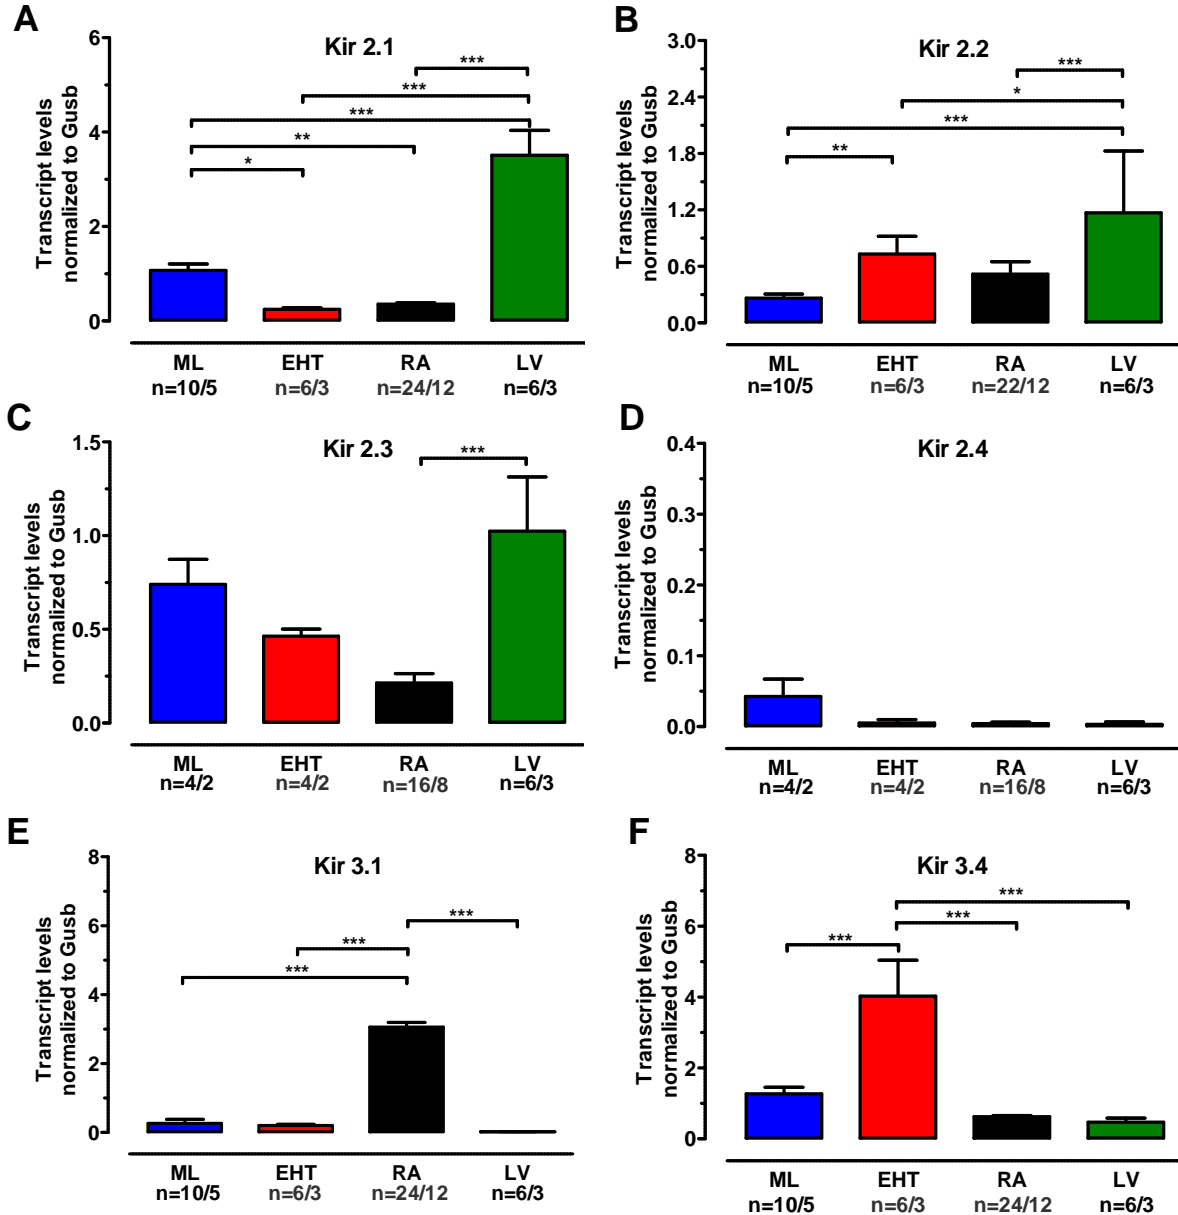 A
Kir 2.1
Transcript levels
normalized to Gusb
6
4
2
0
***
***
***
**
*
ML EHT RA LV
n=10/5 n=6/3 n=24/12 n=6/3
B
Kir 2.2
Transcript levels
normalized to Gusb
3.0
2.4
1.8
1.2
0.6
0.0
***
*
***
**
ML EHT RA LV
n=10/5 n=6/3 n=22/12 n=6/3
C
Kir 2.3
Transcript levels
normalized to Gusb
1.5
1.0
0.5
0.0
***
ML EHT RA LV
n=4/2 n=4/2 n=16/8 n=6/3
D
Kir 2.4
Transcript levels
normalized to Gusb
0.4
0.3
0.2
0.1
0.0
ML EHT RA LV
n=4/2 n=4/2 n=16/8 n=6/3
E
Kir 3.1
Transcript levels
normalized to Gusb
8
6
4
2
0
***
***
***
ML EHT RA LV
n=10/5 n=6/3 n=24/12 n=6/3
F
Kir 3.4
Transcript levels
normalized to Gusb
8
6
4
2
0
***
***
***
ML EHT RA LV
n=10/5 n=6/3 n=24/12 n=6/3